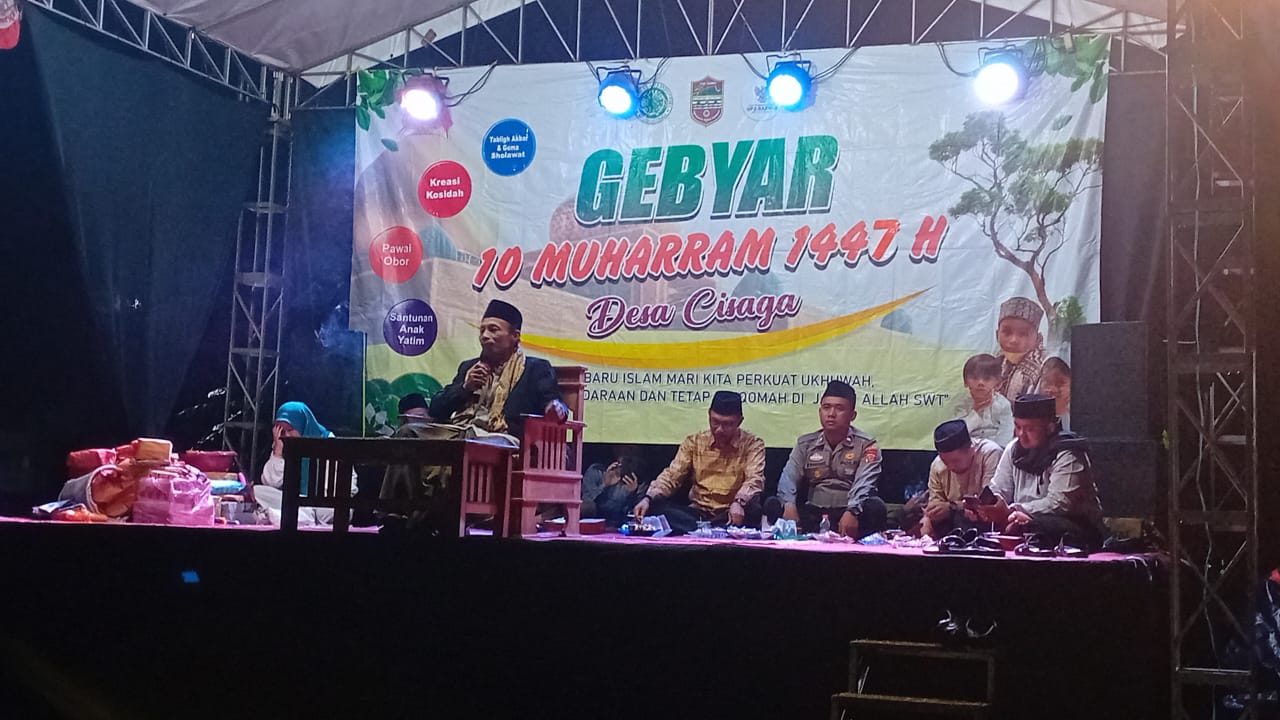 Tabligh Akbar
& Gema
Sholawat
Kreasi
Kosidah
Pawai
Obor
Santunan
Anak
Yatim
GEBYAR
10 MUHARRAM 1447 H
Desa Cisaga
BARU ISLAM MARI KITA PERKUAT UKHUWAH,
DARAAN DAN TETAP QOMAH DI ALLAH SWT"